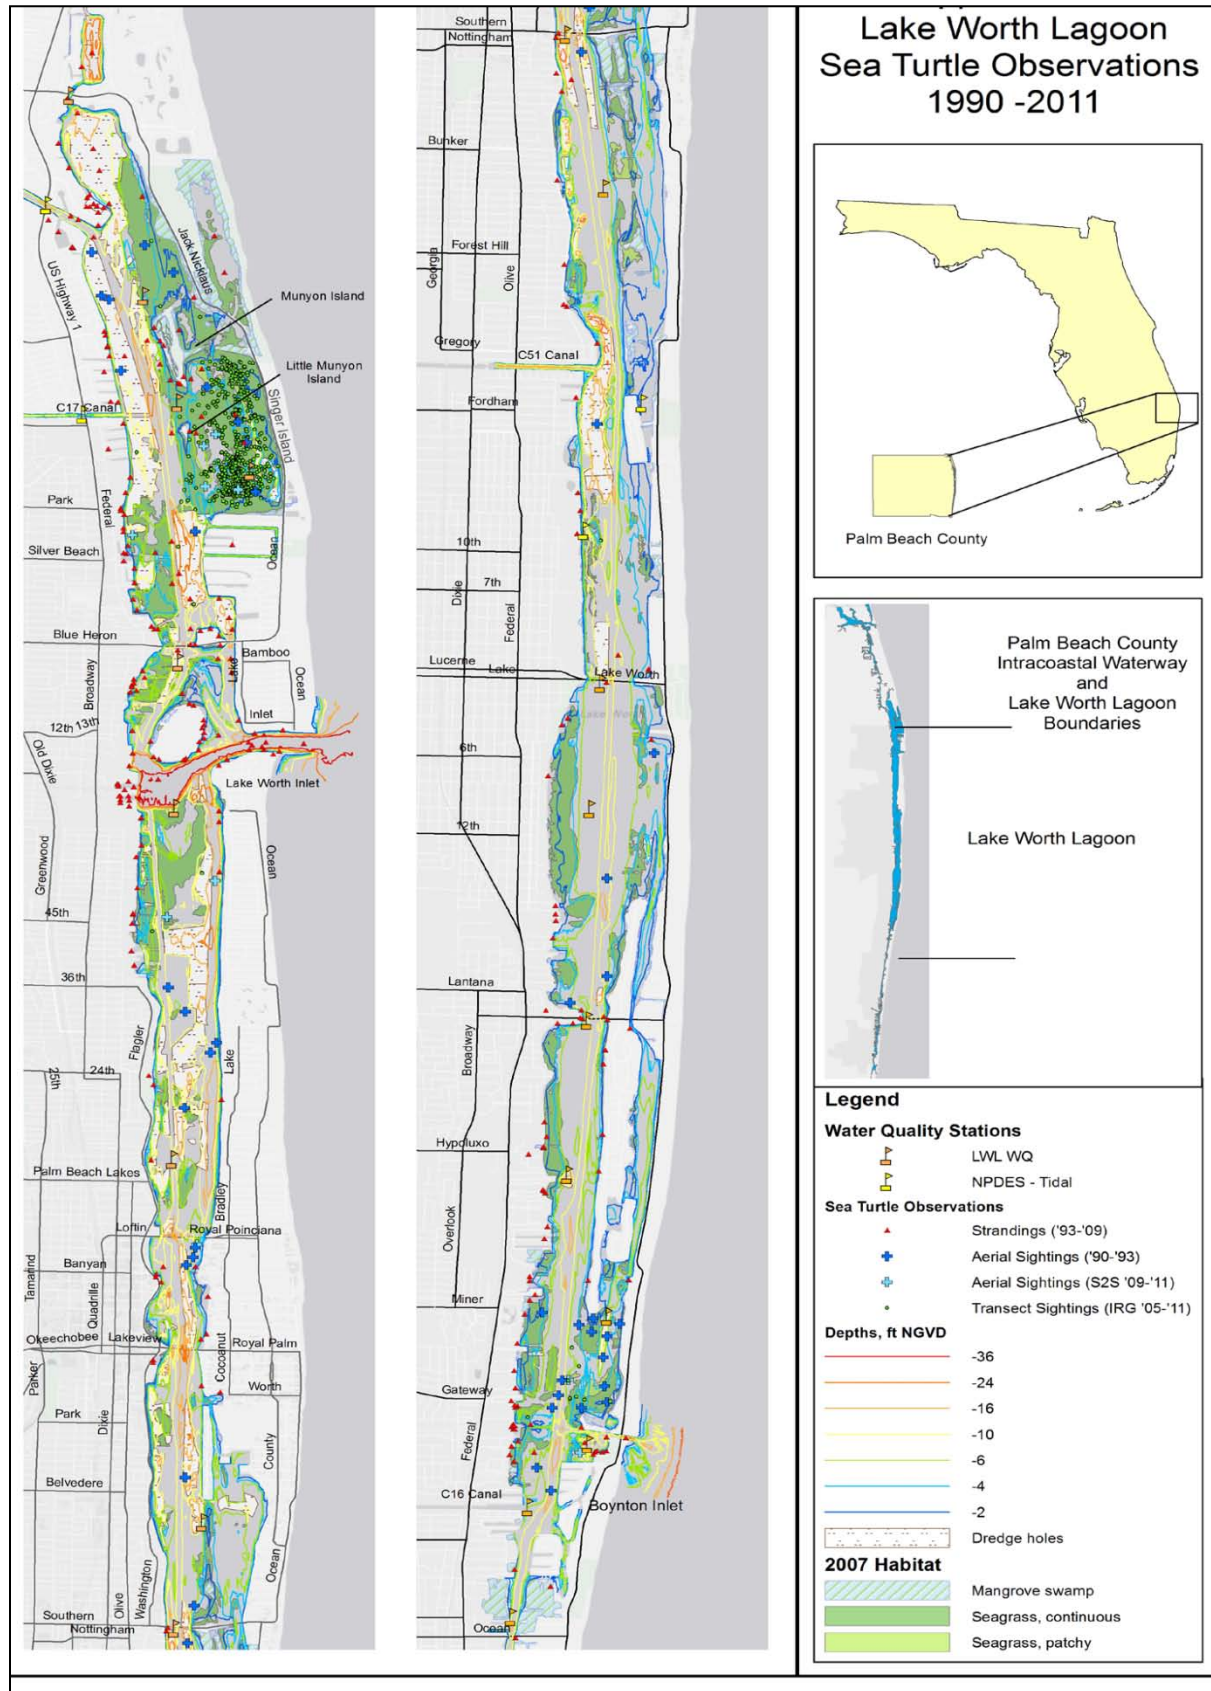 Lake Worth Lagoon
Sea Turtle Observations
1990 -2011
Jack Nicklaus
US Highway 1
Munyon Island
Little Munyon
Island
Singer Island
C17 Canal
Park
Federal
Silver Beach
Ocean
Blue Heron
Bamboo
Lake
Ocean
Broadway
Inlet
12th
13th
Old Dixie
Lake Worth Inlet
Greenwood
Ocean
45th
36th
Flagler
Lake
25th
24th
Palm Beach Lakes
Bradley
Loftin
Royal Poinciana
Tamarind
Banyan
Quadrille
Okeechobee
Lakeview
Cocoanut
Royal Palm
Parker
Worth
Park
Dixie
County
Belvedere
Washington
Olive
Ocean
Southern
Nottingham
Southern
Nottingham
Bunker
Forest Hill
Georgia
Olive
Gregory
C51 Canal
Fordham
10th
7th
Dixie
Federal
Lucerne
Lake
Lake Worth
6th
12th
Lantana
Broadway
Hypoluxo
Overlook
Miner
Gateway
Federal
C16 Canal
Boynton Inlet
Ocean
Palm Beach County
Palm Beach County
Intracoastal Waterway
and
Lake Worth Lagoon
Boundaries
Lake Worth Lagoon
Legend
Water Quality Stations
LWL WQ
NPDES - Tidal
Sea Turtle Observations
Strandings ('93-'09)
Aerial Sightings ('90-'93)
Aerial Sightings (S2S '09-'11)
Transect Sightings (IRG '05-'11)
Depths, ft NGVD
-36
-24
-16
-10
-6
-4
-2
Dredge holes
2007 Habitat
Mangrove swamp
Seagrass, continuous
Seagrass, patchy